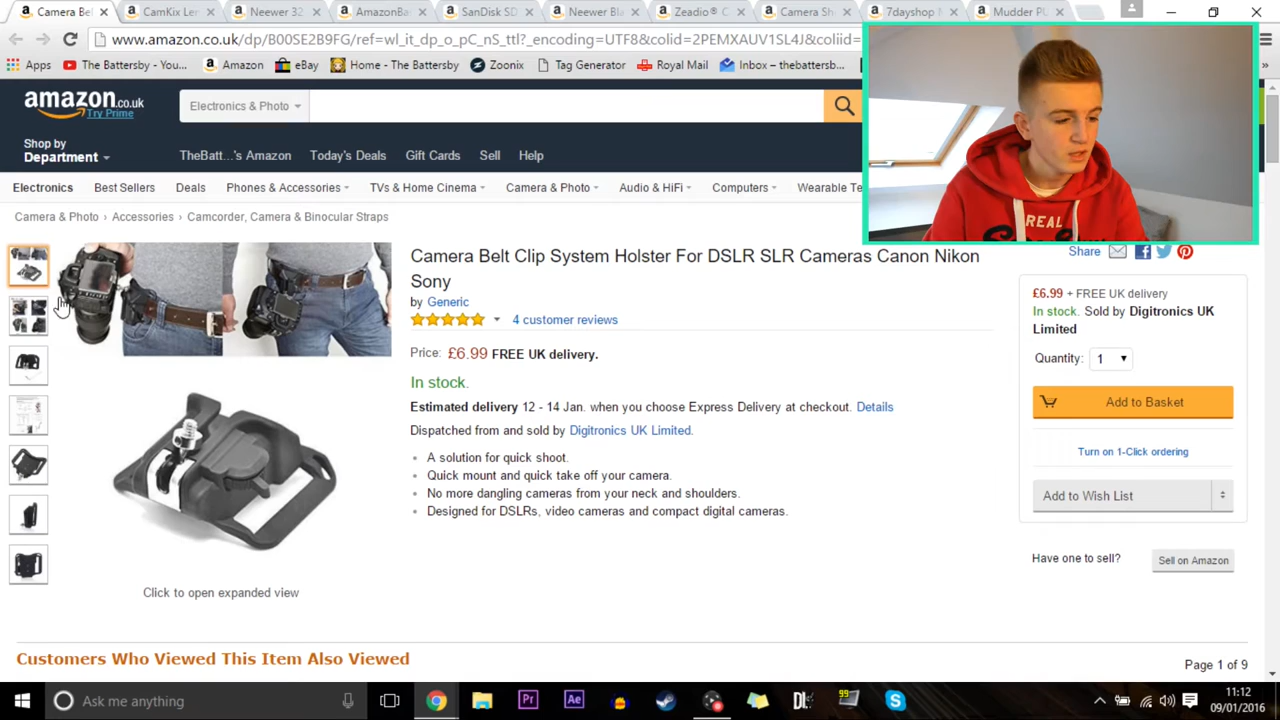 Camera Bel
CamKix Len
Neewer 32
AmazonBa
SanDisk SD
Neewer Bla
Zeadio® C
Camera Sh
7dayshop
Mudder PU
www.amazon.co.uk/dp/B00SE2B9FG/ref=wl_it_dp_o_pC_nS_ttl?_encoding=UTF8&colid=2PEMXAUV1SL4J&coliid=
Apps
The Battersby - You...
Amazon
eBay
Home - The Battersby
Zoonix
Tag Generator
Royal Mail
Inbox – thebattersb...
»
amazon.co.uk
Try Prime
Electronics & Photo
Shop by
Department
TheBatt...'s Amazon
Today's Deals
Gift Cards
Sell
Help
Electronics
Best Sellers
Deals
Phones & Accessories
TVs & Home Cinema
Camera & Photo
Audio & HiFi
Computers
Wearable Te
REAL
Camera & Photo › Accessories › Camcorder, Camera & Binocular Straps
Camera Belt Clip System Holster For DSLR SLR Cameras Canon Nikon
Sony
by Generic
4 customer reviews
Price: £6.99 FREE UK delivery.
In stock.
Estimated delivery 12 - 14 Jan. when you choose Express Delivery at checkout. Details
Dispatched from and sold by Digitronics UK Limited.
• A solution for quick shoot.
• Quick mount and quick take off your camera.
• No more dangling cameras from your neck and shoulders.
• Designed for DSLRs, video cameras and compact digital cameras.
Click to open expanded view
Share
£6.99 + FREE UK delivery
In stock. Sold by Digitronics UK
Limited
Quantity: 1
Add to Basket
Turn on 1-Click ordering
Add to Wish List
Have one to sell?
Sell on Amazon
Customers Who Viewed This Item Also Viewed
Page 1 of 9
Ask me anything
Pr
Ae
99
11:12
09/01/2016